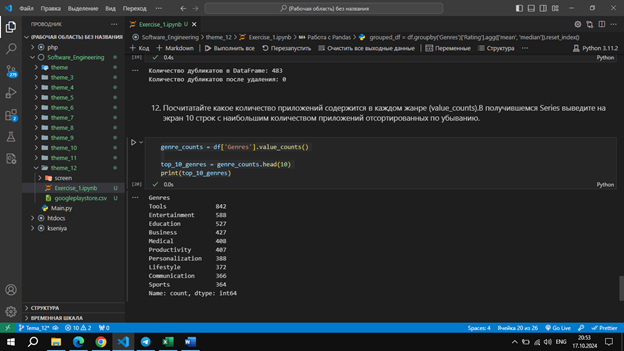 Файл Правка Выделение Вид Переход ···
(Рабочая область) без названия
ПРОВОДНИК ···
Exercise_1.ipynb U
(РАБОЧАЯ ОБЛАСТЬ) БЕЗ НАЗВАНИЯ
Software_Engineering > theme_12 > Exercise_1.ipynb > M4 Работа с Pandas > grouped_df = df.groupby('Genres')['Rating'].agg(['mean', 'median']).reset_index()
+ Код + Markdown Выполнить все Перезапустить Очистить все выходные данные Переменные Структура ··· Python 3.11.2
php
Software_Engineering
theme
theme_3
theme_4
theme_5
theme_6
theme_7
theme_8
theme_9
theme_10
theme_11
theme_12
screen
Exercise_1.ipynb U
googleplaystore.csv U
Main.py
htdocs
kseniya
СТРУКТУРА
ВРЕМЕННАЯ ШКАЛА
0.4s Python
Количество дубликатов в DataFrame: 483
Количество дубликатов после удаления: 0
12. Посчитатайте какое количество приложений содержится в каждом жанре (value_counts).В получившемся Series выведите на
экран 10 строк с наибольшим количеством приложений отсортированных по убыванию.
genre_counts = df['Genres'].value_counts()
top_10_genres = genre_counts.head(10)
print(top_10_genres)
[20] 0.0s Python
Genres
Tools 842
Entertainment 588
Education 527
Business 427
Medical 408
Productivity 407
Personalization 388
Lifestyle 372
Communication 366
Sports 364
Name: count, dtype: int64
Tema_12* 10 2 0 Spaces: 4 Ячейка 20 из 26 Go Live Prettier
ENG 20:53
17.10.2024